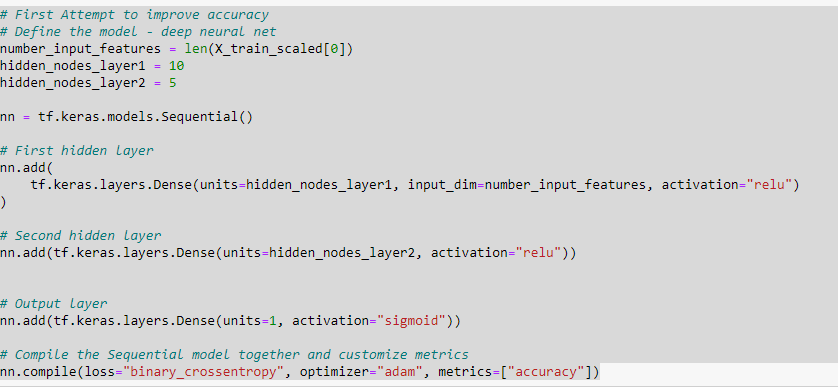 # First Attempt to improve accuracy
# Define the model - deep neural net
number_input_features = len(X_train_scaled[0])
hidden_nodes_layer1 = 10
hidden_nodes_layer2 = 5
nn = tf.keras.models.Sequential()
# First hidden layer
nn.add(
    tf.keras.layers.Dense(units=hidden_nodes_layer1, input_dim=number_input_features, activation="relu")
)
# Second hidden layer
nn.add(tf.keras.layers.Dense(units=hidden_nodes_layer2, activation="relu"))
# Output layer
nn.add(tf.keras.layers.Dense(units=1, activation="sigmoid"))
# Compile the Sequential model together and customize metrics
nn.compile(loss="binary_crossentropy", optimizer="adam", metrics=["accuracy"])